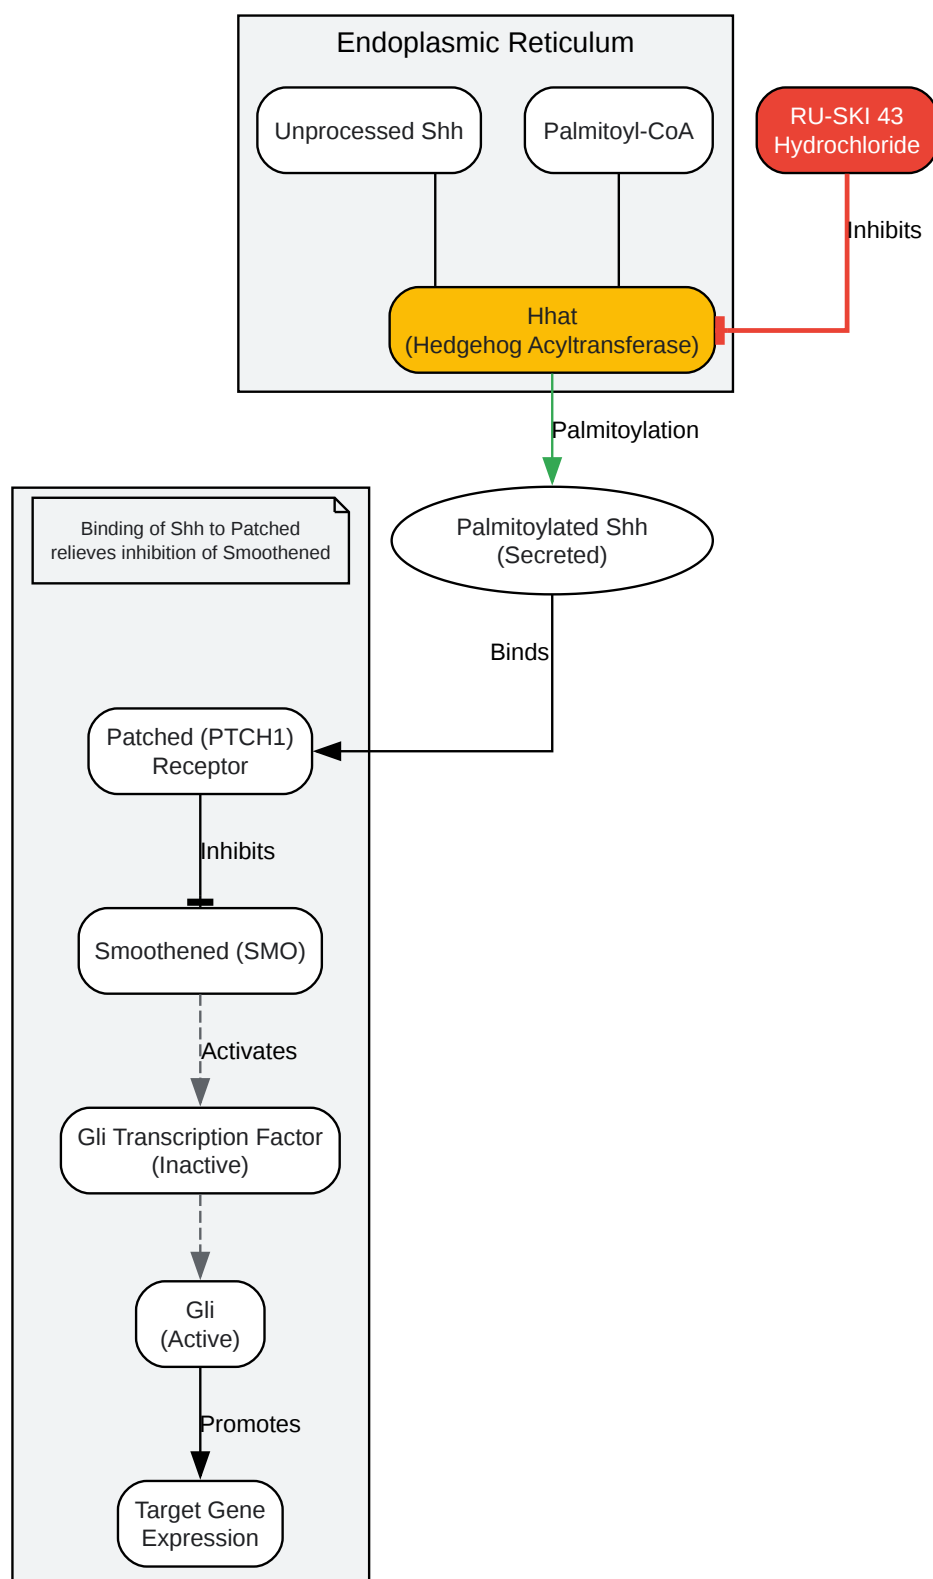 Endoplasmic Reticulum
Unprocessed Shh
Palmitoyl-CoA
RU-SKI 43
Hydrochloride
Inhibits
Hhat
(Hedgehog Acyltransferase)
Palmitoylation
Binding of Shh to Patched
relieves inhibition of Smoothened
Palmitoylated Shh
(Secreted)
Binds
Patched (PTCH1)
Receptor
Inhibits
Smoothened (SMO)
Activates
Gli Transcription Factor
(Inactive)
Gli
(Active)
Promotes
Target Gene
Expression